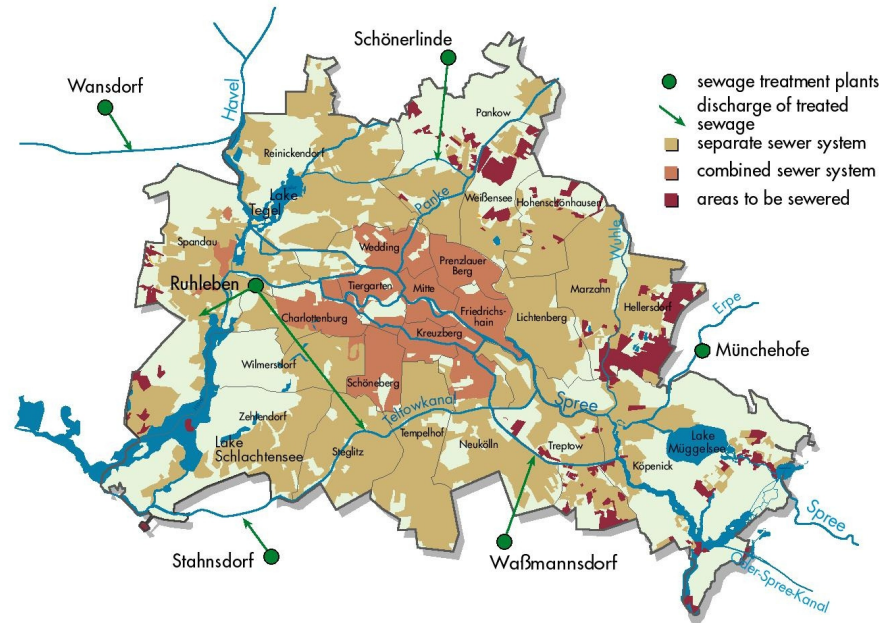 Schönerlinde
Wansdorf
Havel
sewage treatment plants
discharge of treated
sewage
separate sewer system
combined sewer system
areas to be sewered
Pankow
Reinickendorf
Lake
Tegel
Panke
Weißensee
Hohenschönhausen
Wuhle
Spandau
Wedding
Prenzlauer
Berg
Ruhleben
Tiergarten
Mitte
Marzahn
Hellersdorf
Erpe
Charlottenburg
Friedrichs-
hain
Lichtenberg
Kreuzberg
Münchehofe
Wilmersdorf
Schöneberg
Spree
Zehlendorf
Teltowkanal
Tempelhof
Lake
Schlachtensee
Steglitz
Neukölln
Treptow
Lake
Müggelsee
Köpenick
Spree
Stahnsdorf
Waßmannsdorf
Oder-Spree-Kanal